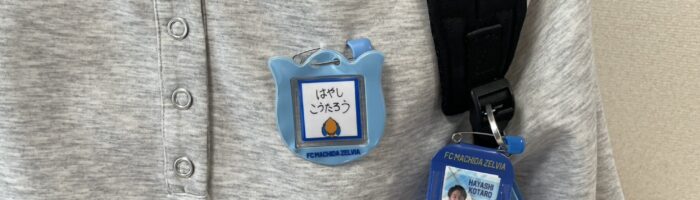 はやし
こうたろう
FC MACHIDA ZELVIA
FC MACHIDA ZELVIA
HAYASHI
KOTARO